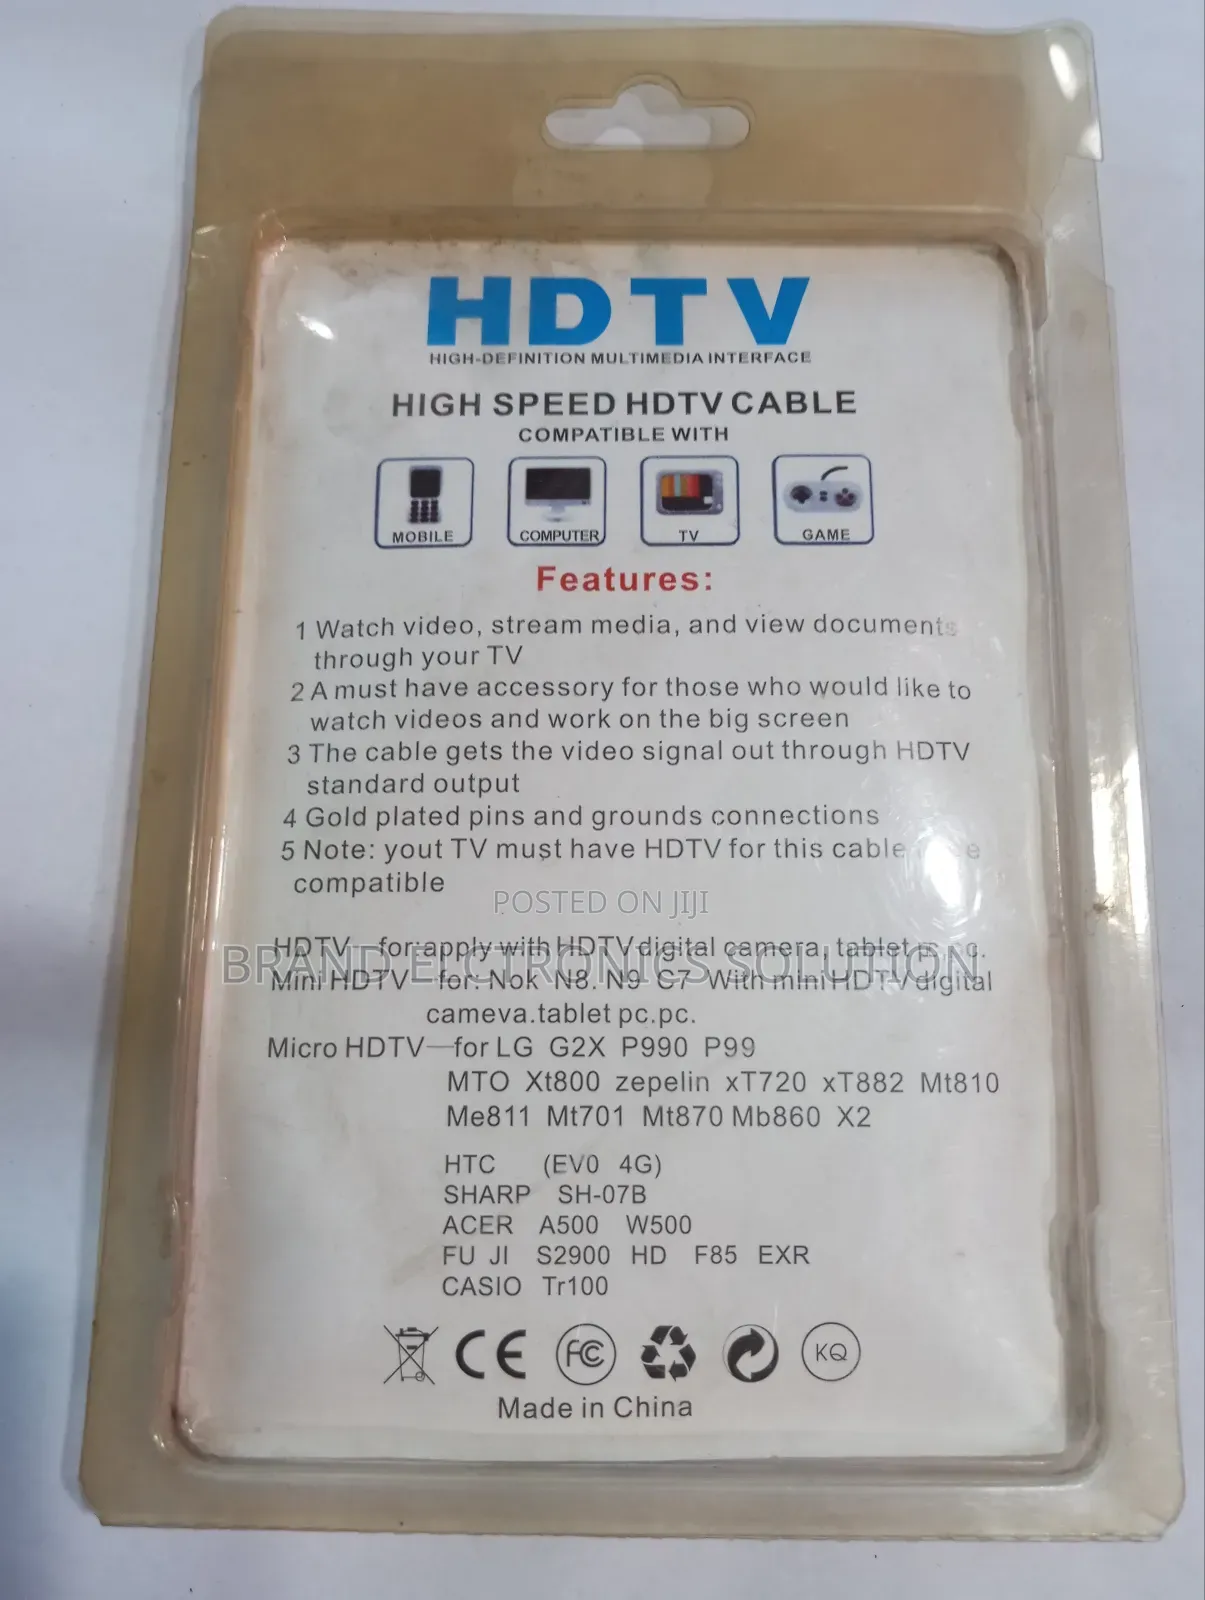 HDTV
HIGH-DEFINITION MULTIMEDIA INTERFACE
HIGH SPEED HDTV CABLE
COMPATIBLE WITH
MOBILE COMPUTER TV GAME
Features:
1 Watch video, stream media, and view documents
through your TV
2 A must have accessory for those who would like to
watch videos and work on the big screen
3 The cable gets the video signal out through HDTV
standard output
4 Gold plated pins and grounds connections
5 Note: yout TV must have HDTV for this cable
compatible
POSTED ON JIJI
HDTV—for:apply with HDTV digital camera, tablet pc.
BRAND ELCTRONICS SOLUTION
Mini HDTV—for: Nok N8. N9 C7 With mini HDTV digital
cameva.tablet pc.pc.
Micro HDTV—for LG G2X P990 P99
MTO Xt800 zepelin xT720 xT882 Mt810
Me811 Mt701 Mt870 Mb860 X2
HTC (EV0 4G)
SHARP SH-07B
ACER A500 W500
FU JI S2900 HD F85 EXR
CASIO Tr100
CE FC KQ
Made in China